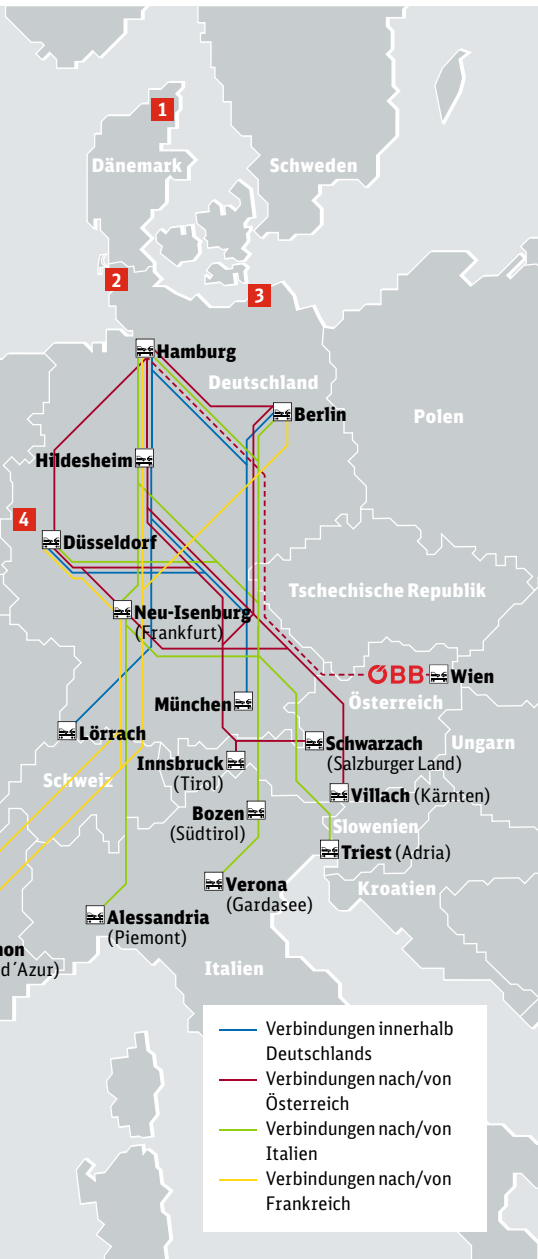 1
Dänemark
Schweden
2
3
Hamburg
Deutschland
Berlin
Polen
Hildesheim
4
Düsseldorf
Tschechische Republik
Neu-Isenburg
(Frankfurt)
ÖBB
Wien
München
Österreich
Lörrach
Schwarzach
(Salzburger Land)
Ungarn
Innsbruck
(Tirol)
Schweiz
Villach (Kärnten)
Bozen
(Südtirol)
Slowenien
Triest (Adria)
Verona
(Gardasee)
Kroatien
Alessandria
(Piemont)
non
d´Azur)
Italien
Verbindungen innerhalb
Deutschlands
Verbindungen nach/von
Österreich
Verbindungen nach/von
Italien
Verbindungen nach/von
Frankreich